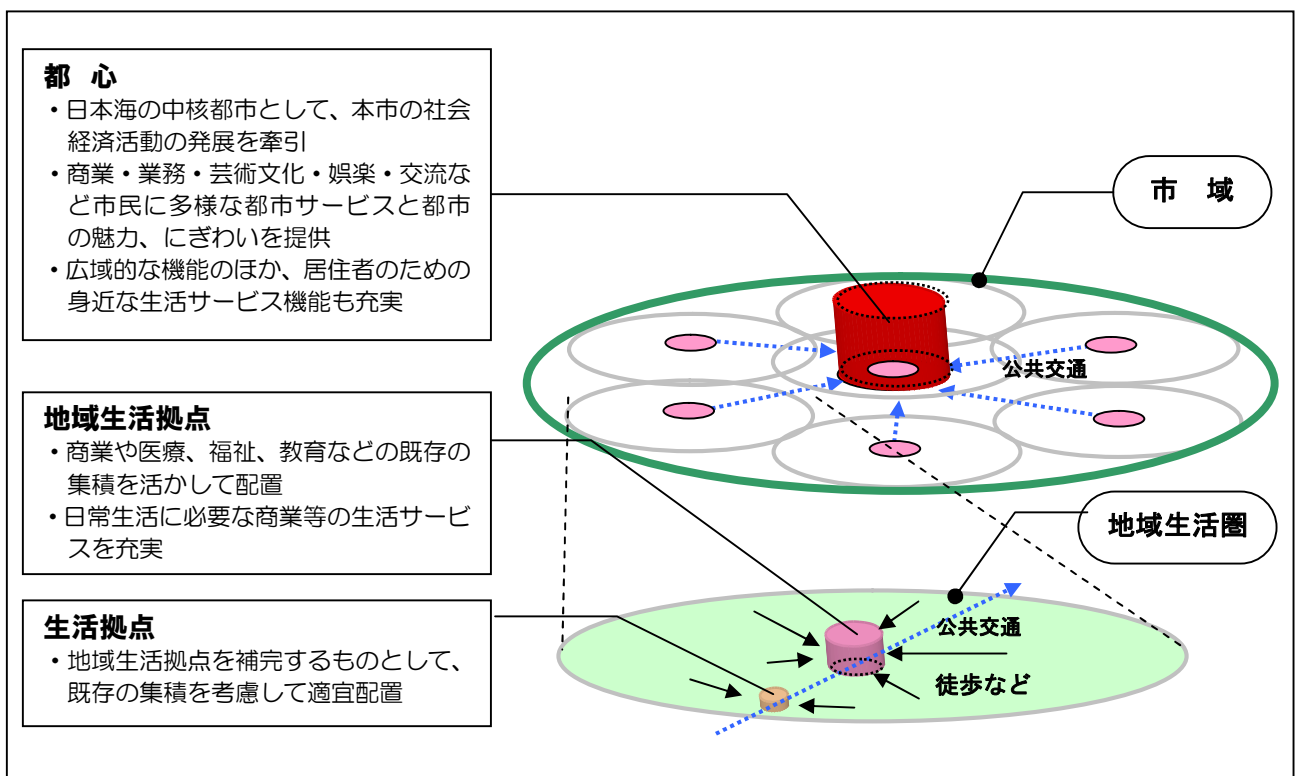 都 心
・日本海の中核都市として、本市の社会
経済活動の発展を牽引
・商業・業務・芸術文化・娯楽・交流な
ど市民に多様な都市サービスと都市
の魅力、にぎわいを提供
・広域的な機能のほか、居住者のための
身近な生活サービス機能も充実
市 域
公共交通
地域生活拠点
・商業や医療、福祉、教育などの既存の
集積を活かして配置
・日常生活に必要な商業等の生活サービ
スを充実
地域生活圏
生活拠点
・地域生活拠点を補完するものとして、
既存の集積を考慮して適宜配置
公共交通
徒歩など